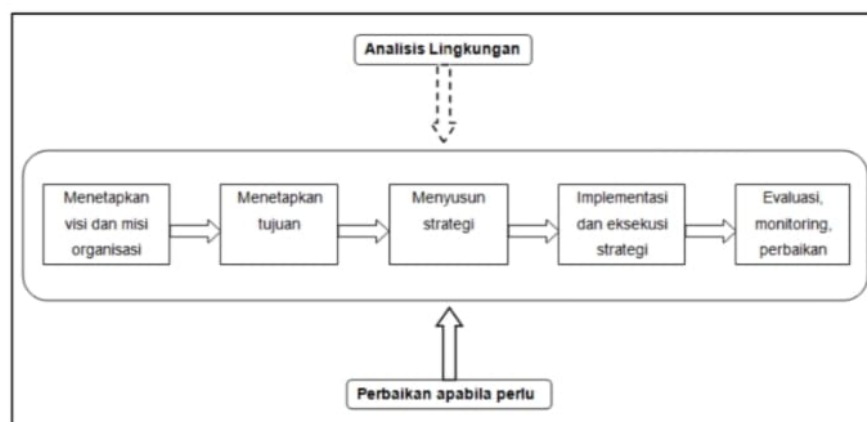 Analisis Lingkungan
Menetapkan
visi dan misi
organisasi
Menetapkan
tujuan
Menyusun
strategi
Implementasi
dan eksekusi
strategi
Evaluasi,
monitoring,
perbaikan
Perbaikan apabila perlu